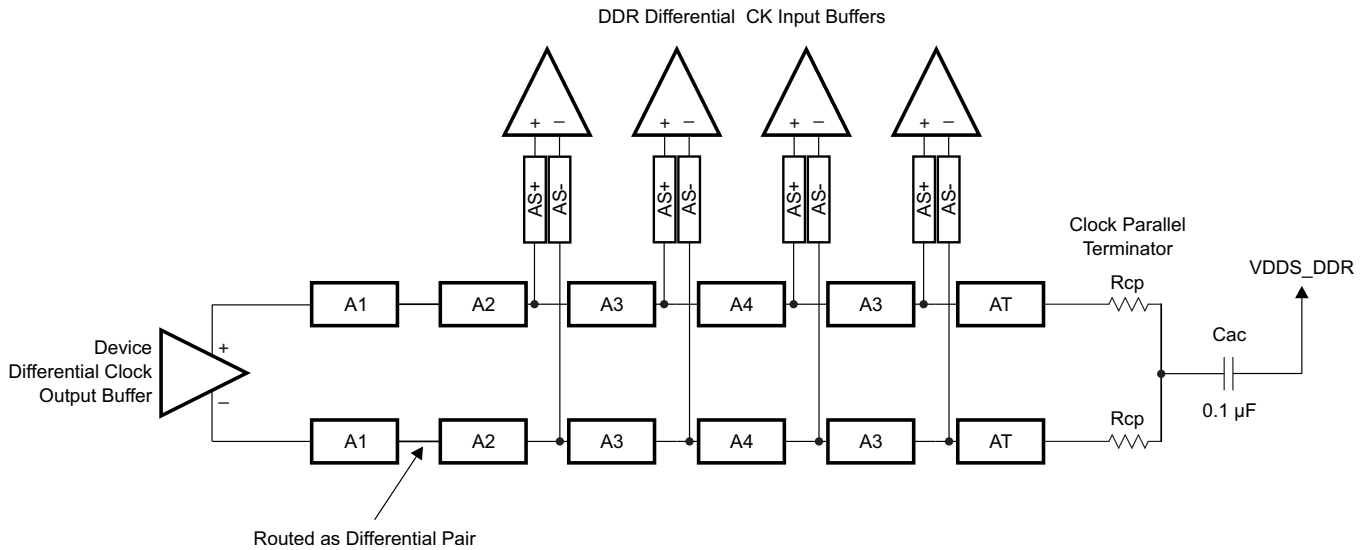 DDR Differential CK Input Buffers
+ –
+ –
+ –
+ –
AS+
AS-
AS+
AS-
AS+
AS-
AS+
AS-
Clock Parallel
Terminator
VDDS_DDR
A1
A2
A3
A4
A3
AT
Rcp
Device
Differential Clock
Output Buffer
+
–
Cac
0.1 µF
A1
A2
A3
A4
A3
AT
Rcp
Routed as Differential Pair